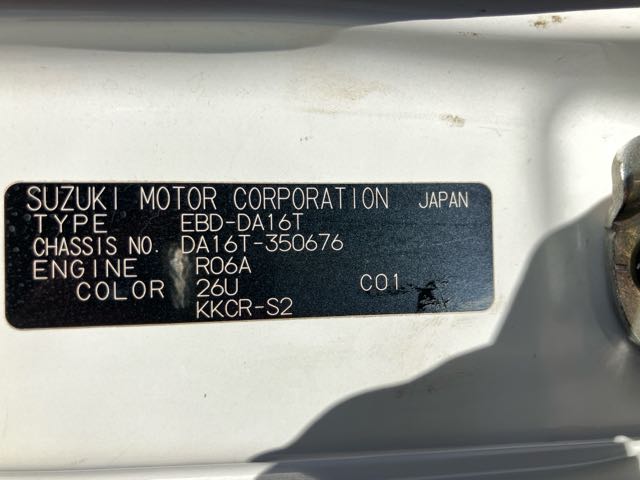 SUZUKI MOTOR CORPORATION JAPAN
TYPE EBD-DA16T
CHASSIS NO. DA16T-350676
ENGINE R06A
COLOR 26U C01
KKCR-S2